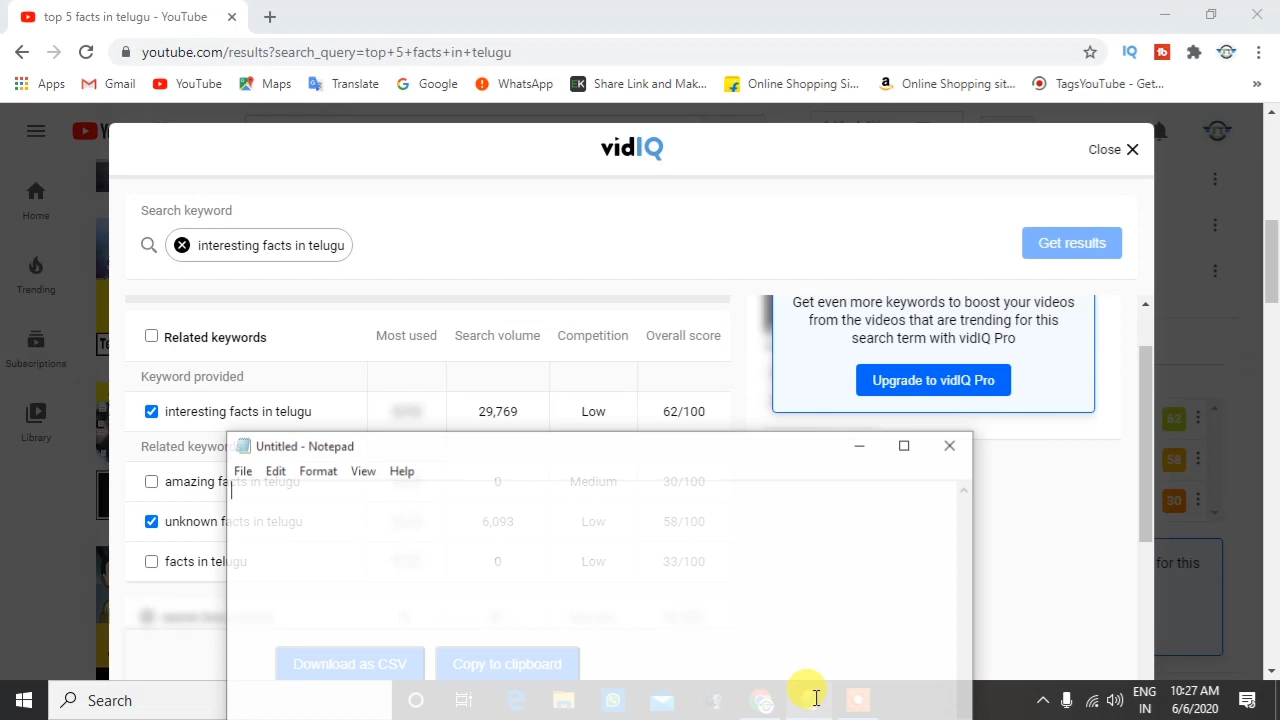 top 5 facts in telugu - YouTube
youtube.com/results?search_query=top+5+facts+in+telugu
Apps Gmail YouTube Maps Translate Google WhatsApp Share Link and Mak... Online Shopping Si... Online Shopping sit... TagsYouTube - Get... »
vidIQ
Close
Search keyword
interesting facts in telugu
Get results
Home
Trending
Subscriptions
Library
Get even more keywords to boost your videos
from the videos that are trending for this
search term with vidIQ Pro
Upgrade to vidIQ Pro
Related keywords Most used Search volume Competition Overall score
Keyword provided
interesting facts in telugu 29,769 Low 62/100
Untitled - Notepad
File Edit Format View Help
amazing facts in telugu 0 Medium 30/100
unknown facts in telugu 6,093 Low 58/100
facts in telugu 0 Low 33/100
Download as CSV Copy to clipboard
62
58
30
for this
Search
ENG
IN
10:27 AM
6/6/2020